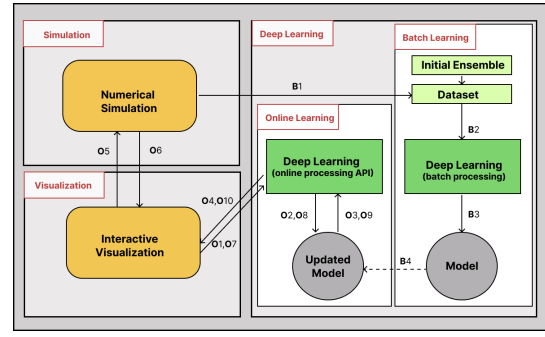 Simulation
Deep Learning
Batch Learning
Initial Ensemble
Numerical
Simulation
B1
Dataset
Online Learning
B2
O5
O6
Deep Learning
(online processing API)
Deep Learning
(batch processing)
Visualization
O4,O10
O2,O8
O3,O9
B3
Interactive
Visualization
O1,O7
Updated
Model
B4
Model